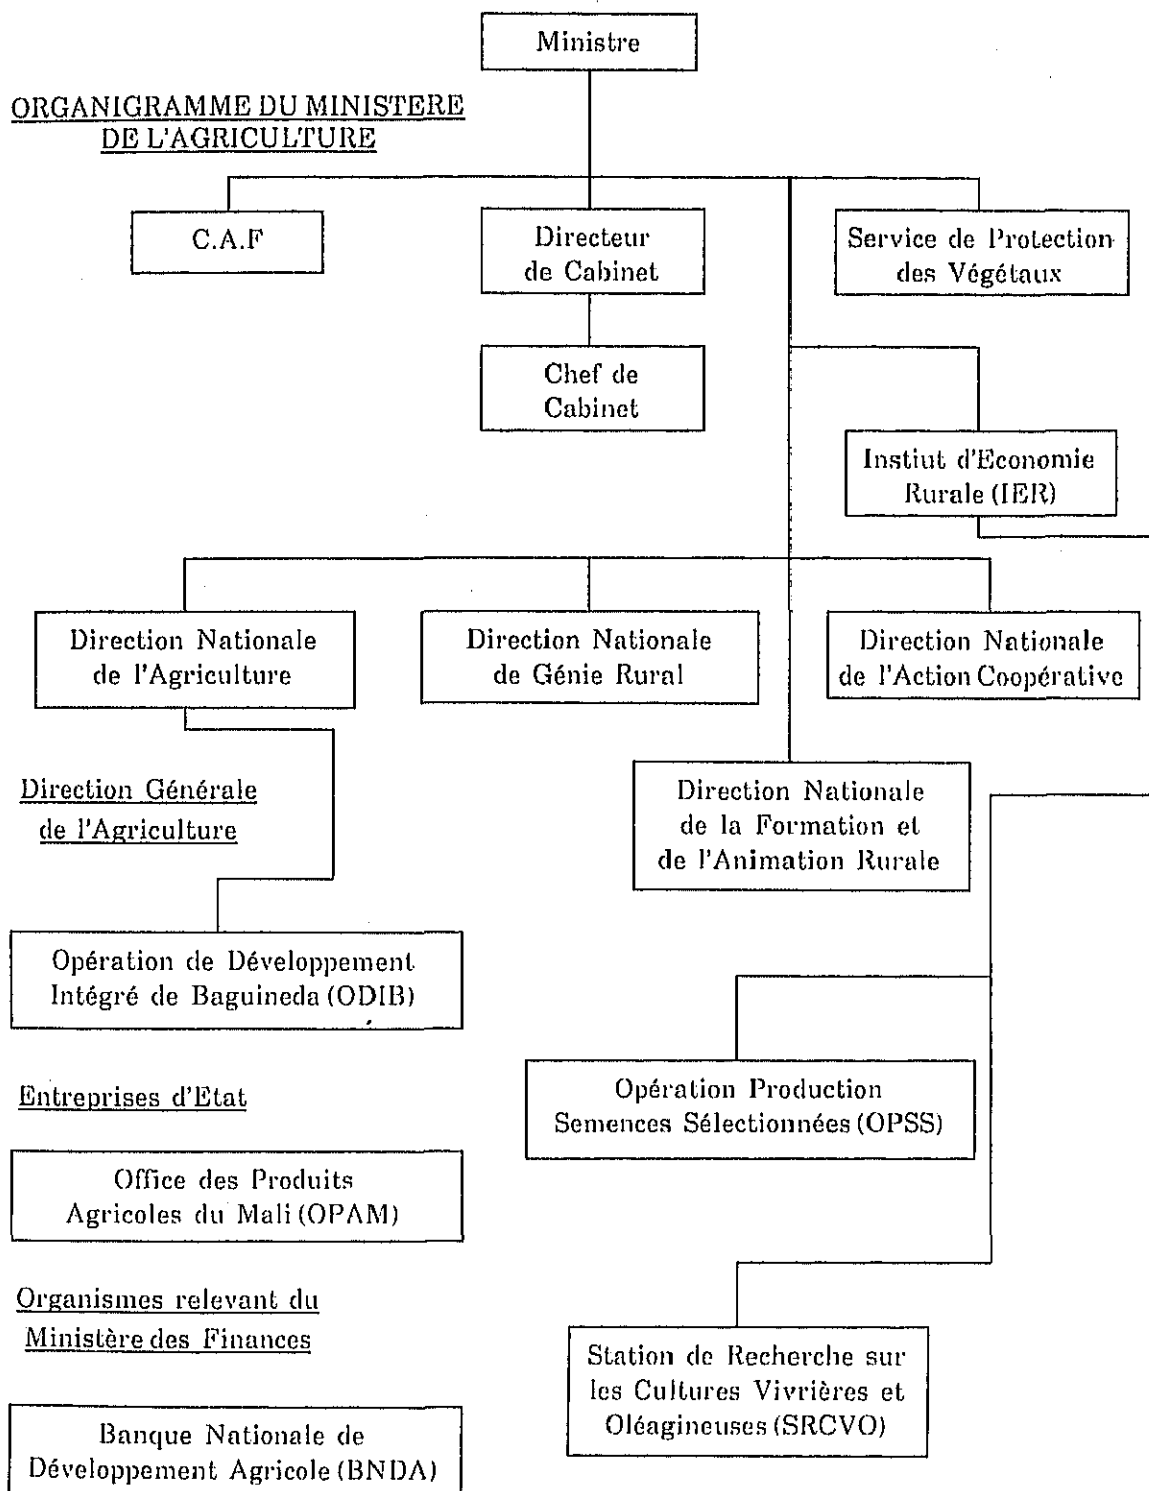 Ministre
ORGANIGRAMME DU MINISTERE
DE L'AGRICULTURE
C.A.F
Directeur
de Cabinet
Service de Protection
des Végétaux
Chef de
Cabinet
Instiut d'Economie
Rurale (IER)
Direction Nationale
de l'Agriculture
Direction Nationale
de Génie Rural
Direction Nationale
de l'Action Coopérative
Direction Générale
de l'Agriculture
Direction Nationale
de la Formation et
de l'Animation Rurale
Opération de Développement
Intégré de Baguineda (ODIB)
Opération Production
Semences Sélectionnées (OPSS)
Entreprises d'Etat
Office des Produits
Agricoles du Mali (OPAM)
Organismes relevant du
Ministère des Finances
Station de Recherche sur
les Cultures Vivrières et
Oléagineuses (SRCVO)
Banque Nationale de
Développement Agricole (BNDA)